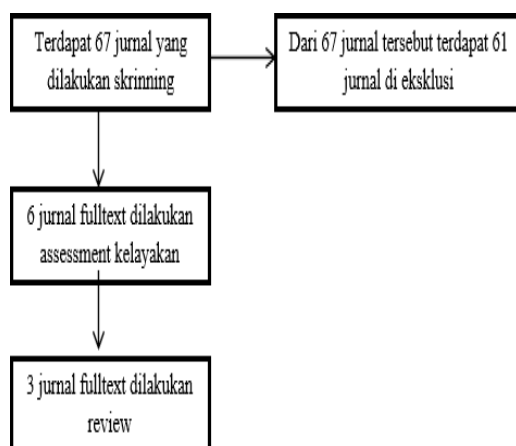 Terdapat 67 jurnal yang
dilakukan skrinning
Dari 67 jurnal tersebut terdapat 61
jurnal di eksklusi
6 jurnal fulltext dilakukan
assessment kelayakan
3 jurnal fulltext dilakukan
review